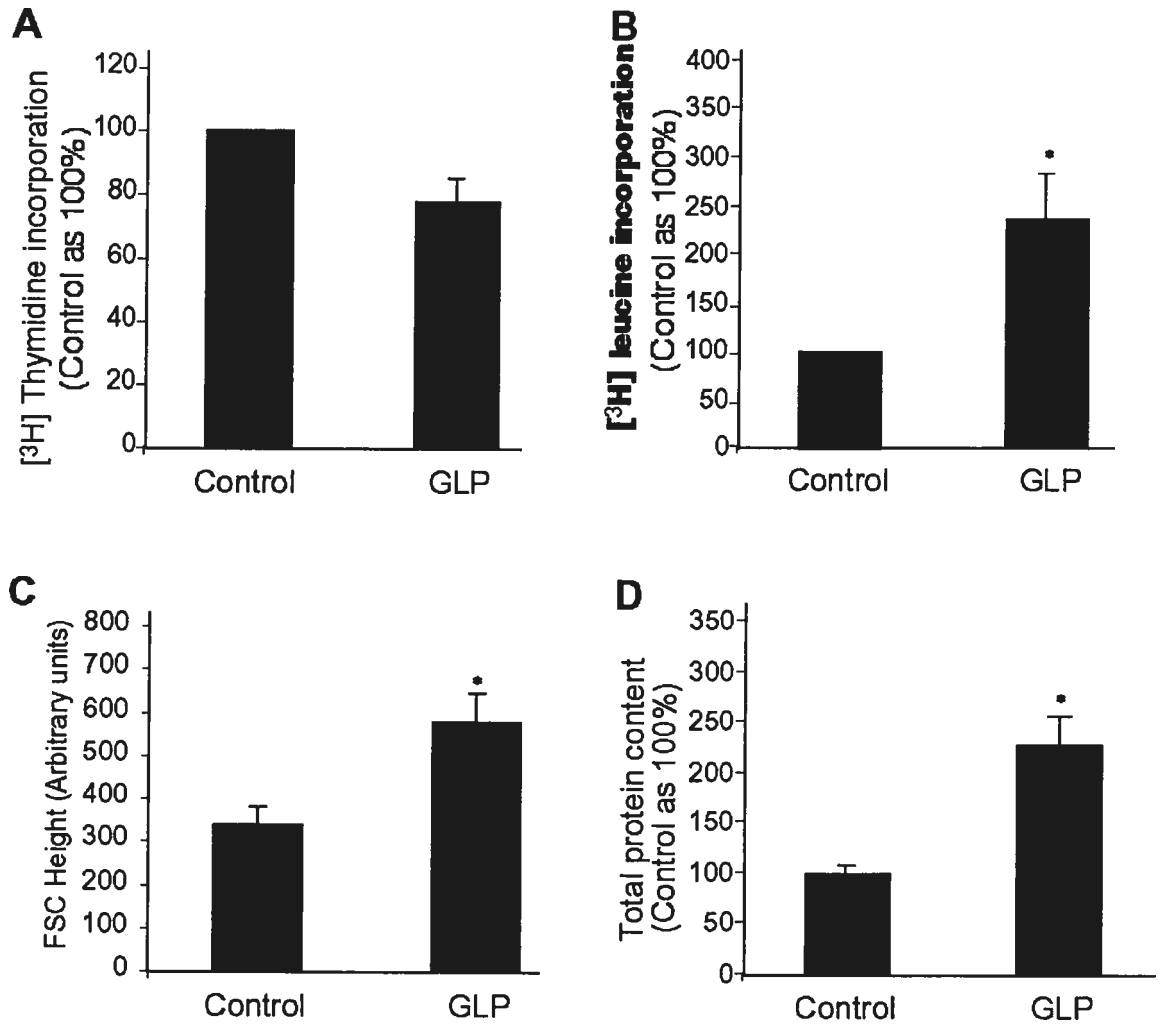 A
[³H] Thymidine incorporation
(Control as 100%)
120
100
80
60
40
20
0
Control GLP
B
[³H] leucine incorporation
(Control as 100%)
400
350
300
250
200
150
100
50
0
*
Control GLP
C
FSC Height (Arbitrary units)
800
700
600
500
400
300
200
100
0
*
Control GLP
D
Total protein content
(Control as 100%)
350
300
250
200
150
100
50
0
*
Control GLP